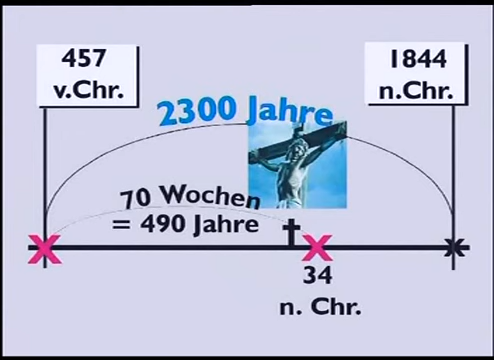 457
v.Chr.
1844
n.Chr.
2300 Jahre
70 Wochen
= 490 Jahre
34
n. Chr.